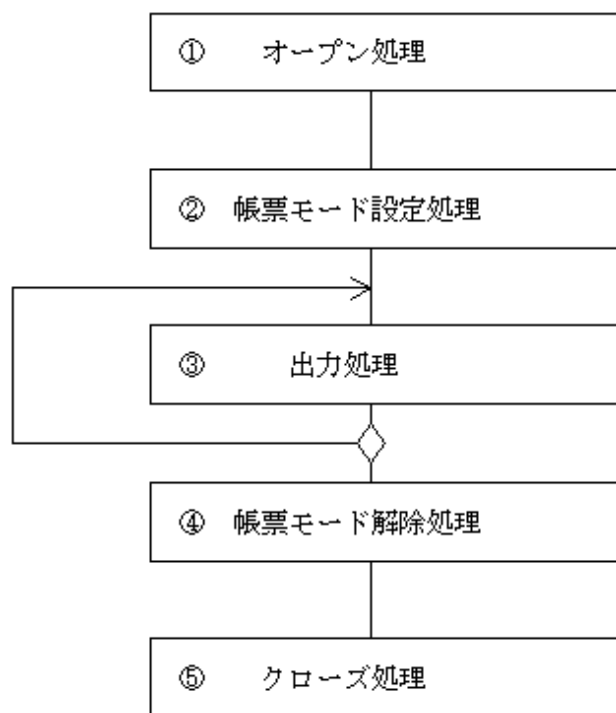 ① オープン処理
② 帳票モード設定処理
③ 出力処理
④ 帳票モード解除処理
⑤ クローズ処理